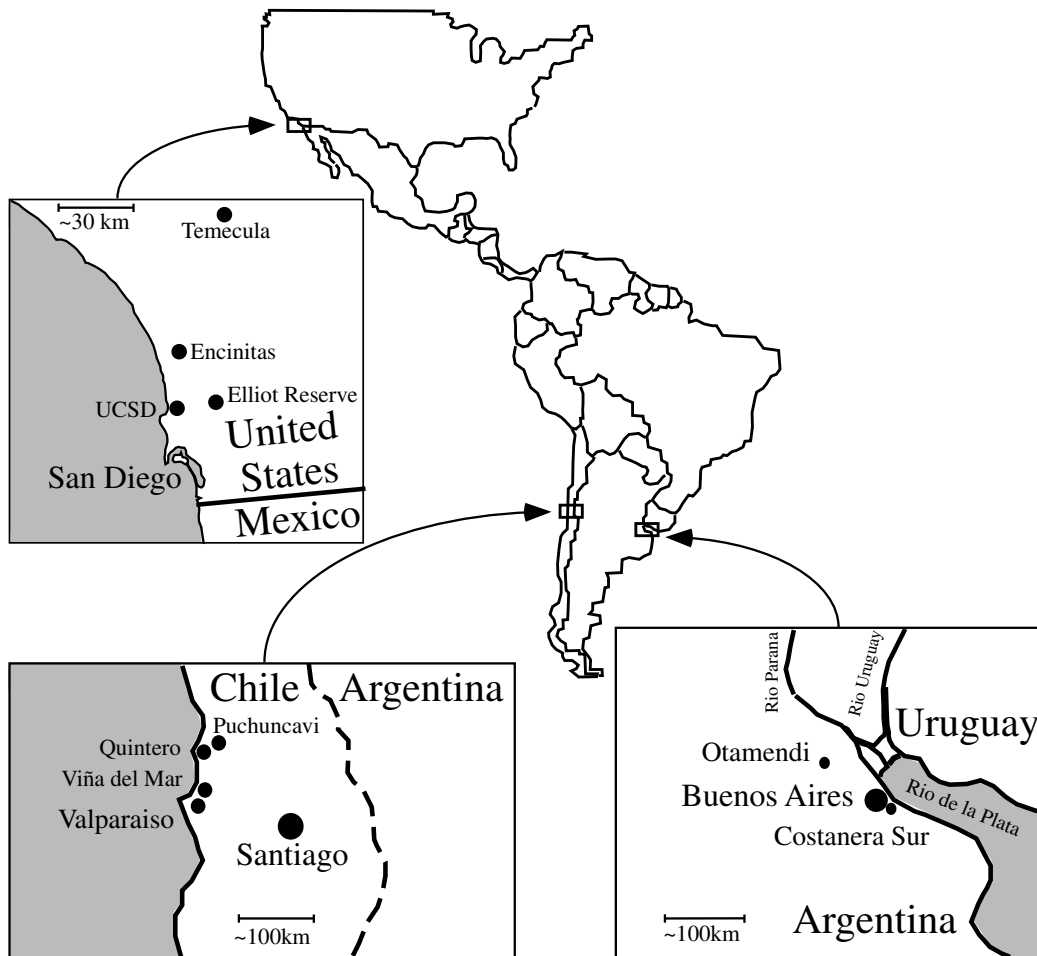 ~30 km
Temecula
Encinitas
Elliot Reserve
UCSD
United
States
San Diego
Mexico
Chile
Argentina
Puchuncavi
Quintero
Viña del Mar
Valparaiso
Santiago
~100km
Rio Parana
Rio Uruguay
Uruguay
Otamendi
Buenos Aires
Rio de la Plata
Costanera Sur
~100km
Argentina